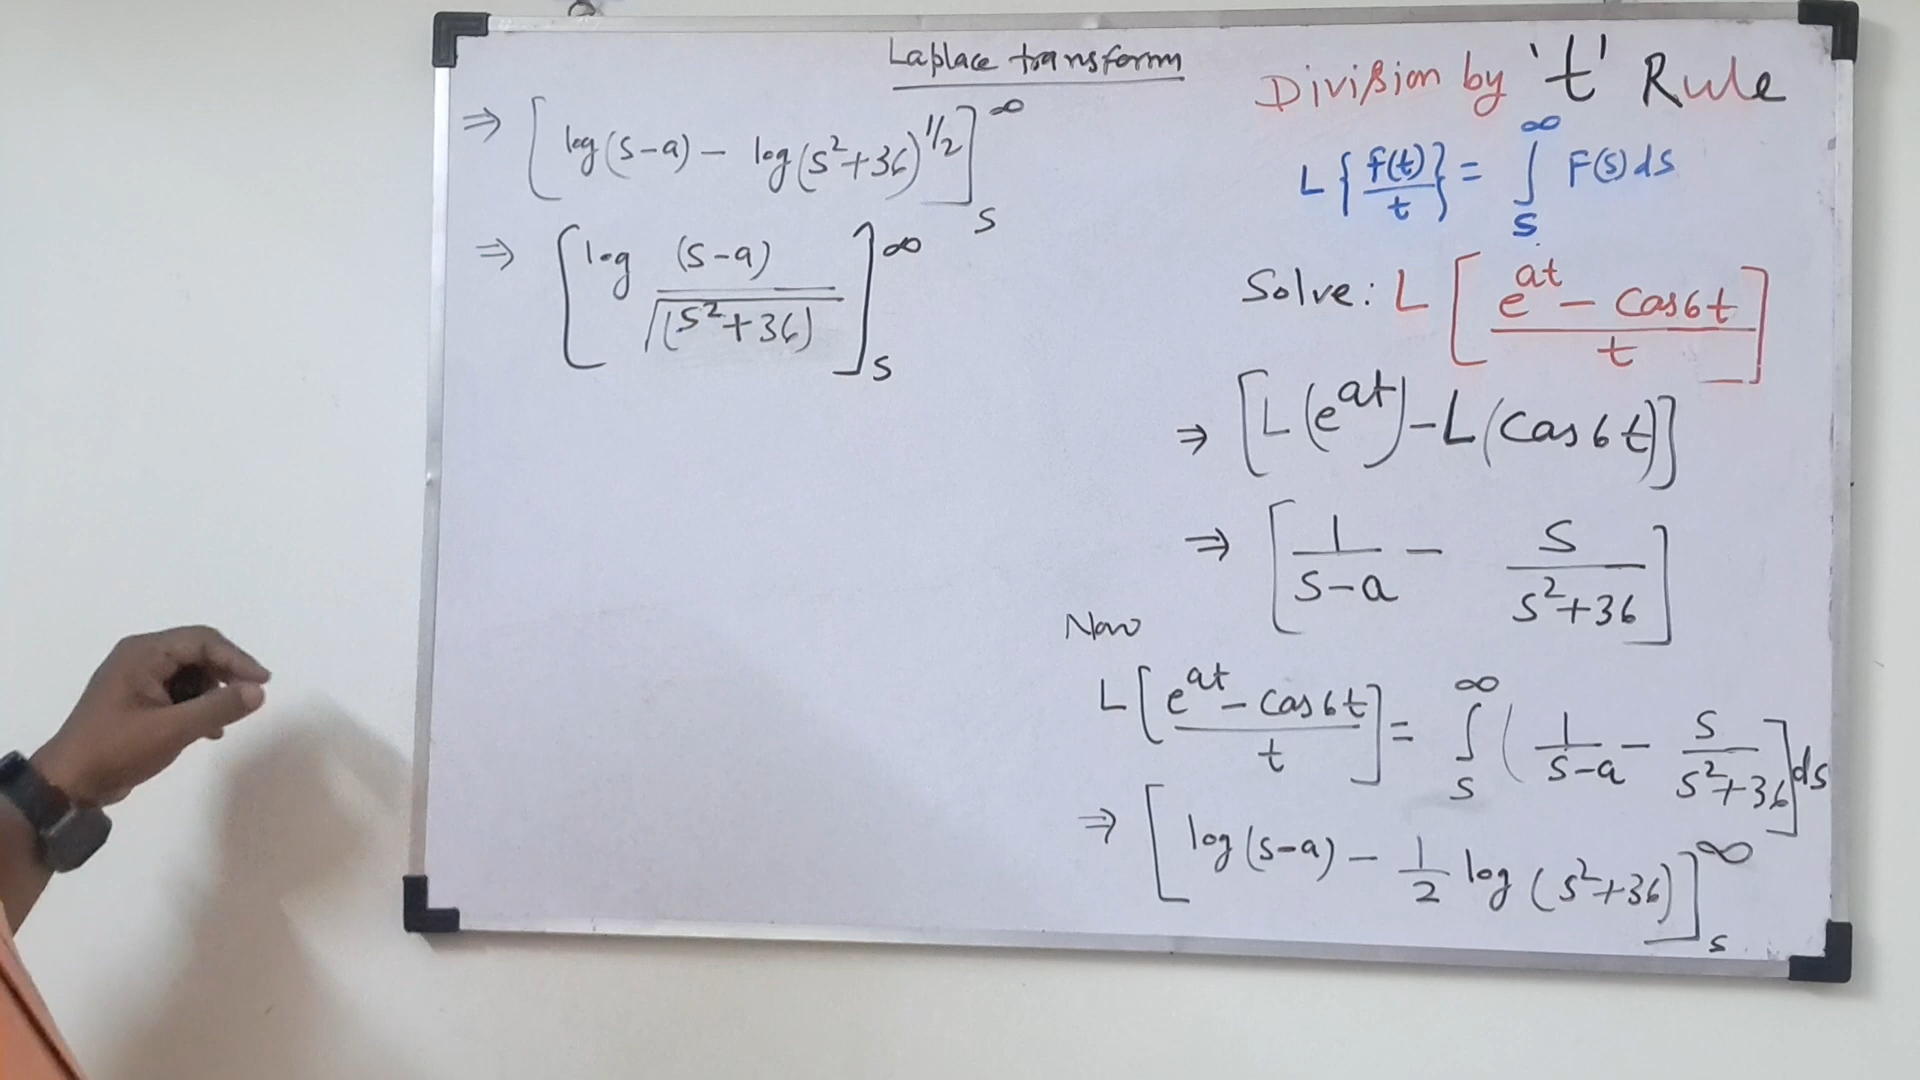 Laplace transform
Division by 't' Rule
L{f(t)/t} = ∫_s^∞ F(s)ds
Solve: L[(e^at - Cos6t)/t]
⇒ [L(e^at) - L(Cos6t)]
⇒ [1/(s-a) - s/(s²+36)]
Now
L[(e^at - Cos6t)/t] = ∫_s^∞ (1/(s-a) - s/(s²+36)]ds
⇒ [log(s-a) - 1/2 log(s²+36)]_s^∞
⇒ [log(s-a) - log(s²+36)^1/2]_s^∞
⇒ [log (s-a)/√(s²+36)]_s^∞